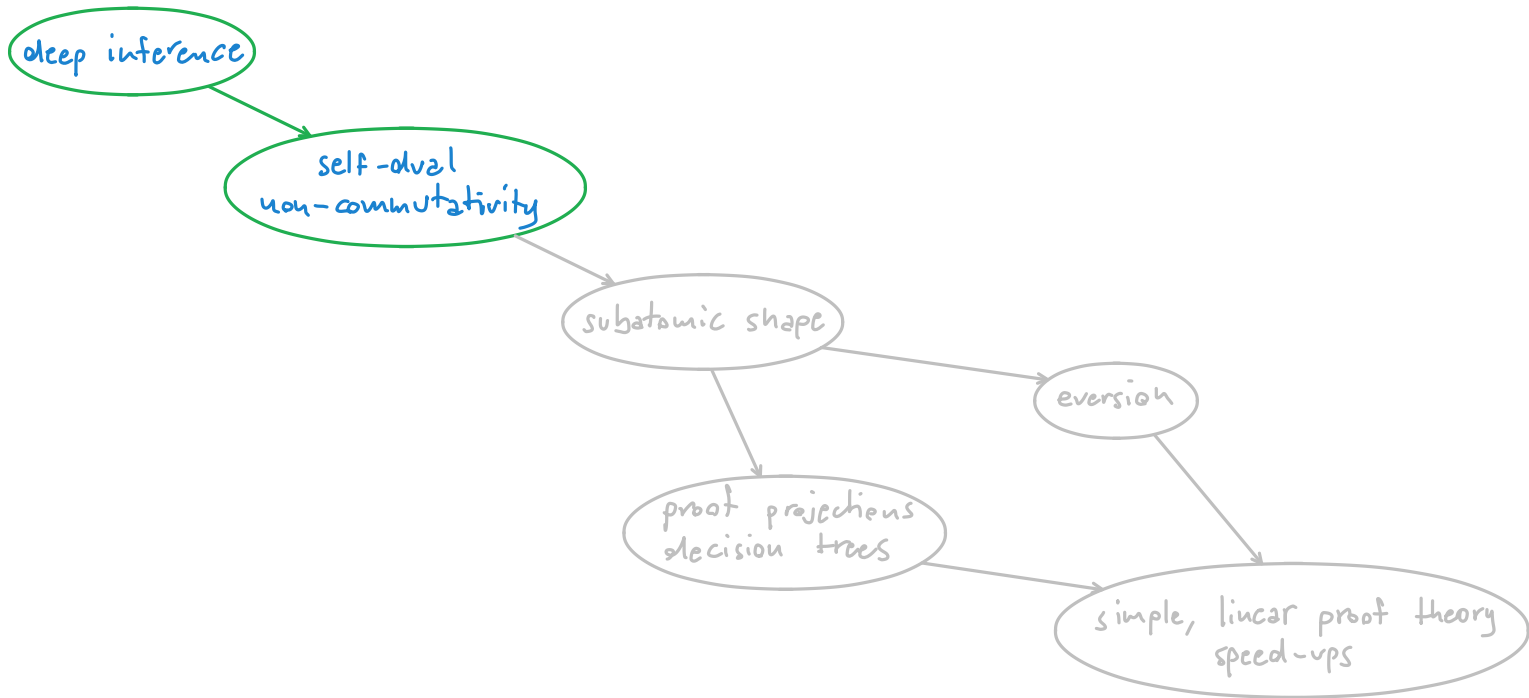 deep inference
self-dual
non-commutativity
subatomic shape
eversion
proof projections
decision trees
simple, linear proof theory
speed-ups